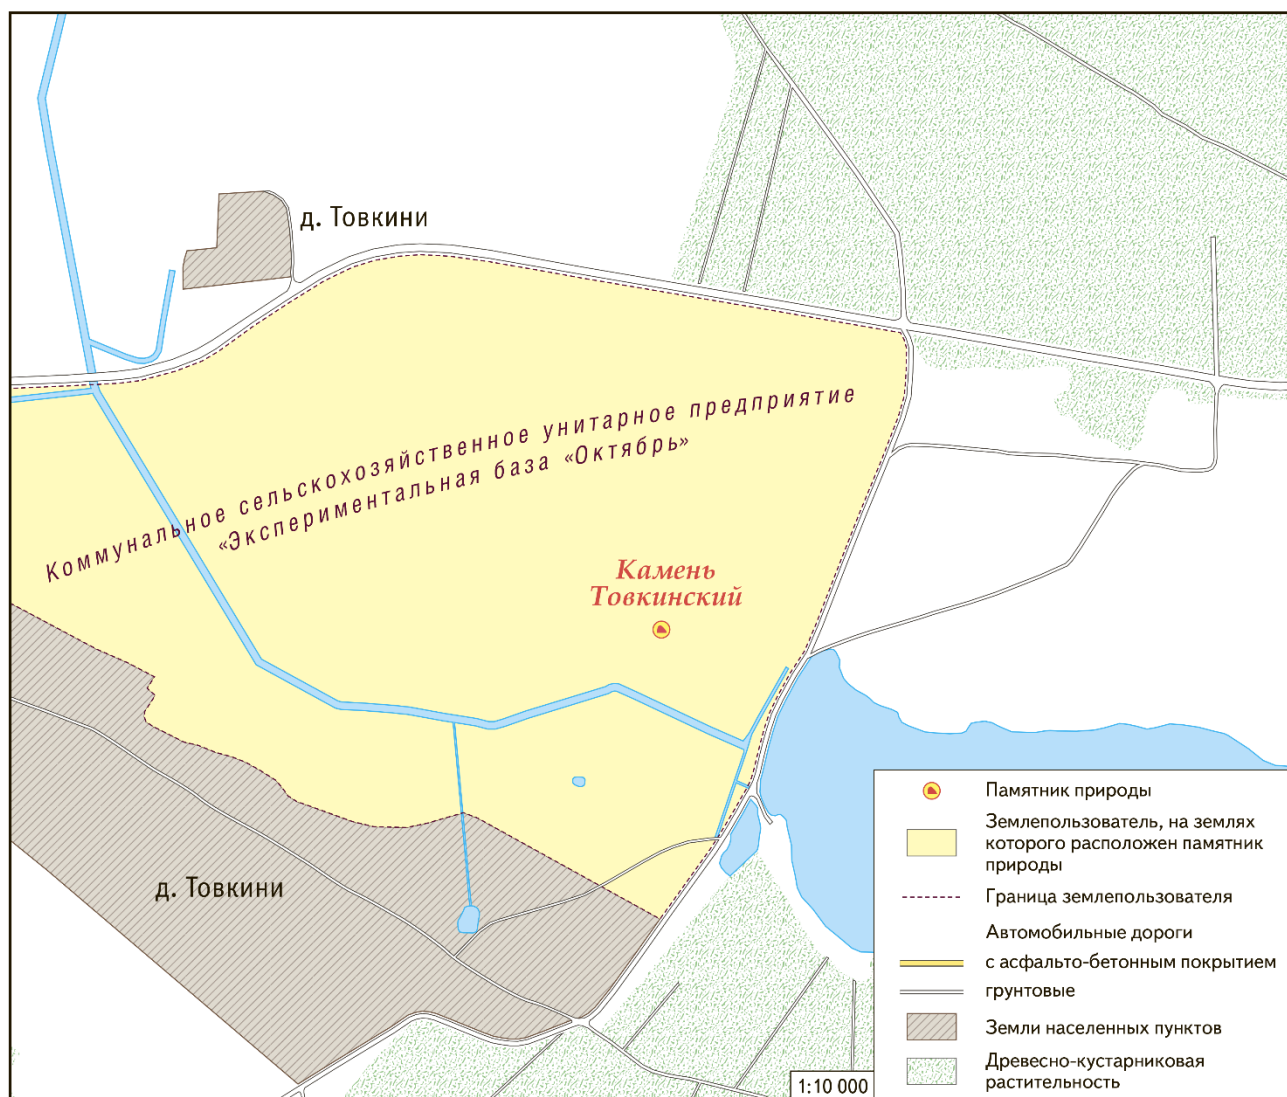 д. Товкини
Коммунальное сельскохозяйственное унитарное предприятие
«Экспериментальная база «Октябрь»
Камень
Товкинский
д. Товкини
Памятник природы
Землепользователь, на землях
которого расположен памятник
природы
Граница землепользователя
Автомобильные дороги
с асфальто-бетонным покрытием
грунтовые
Земли населенных пунктов
Древесно-кустарниковая
растительность
1:10 000